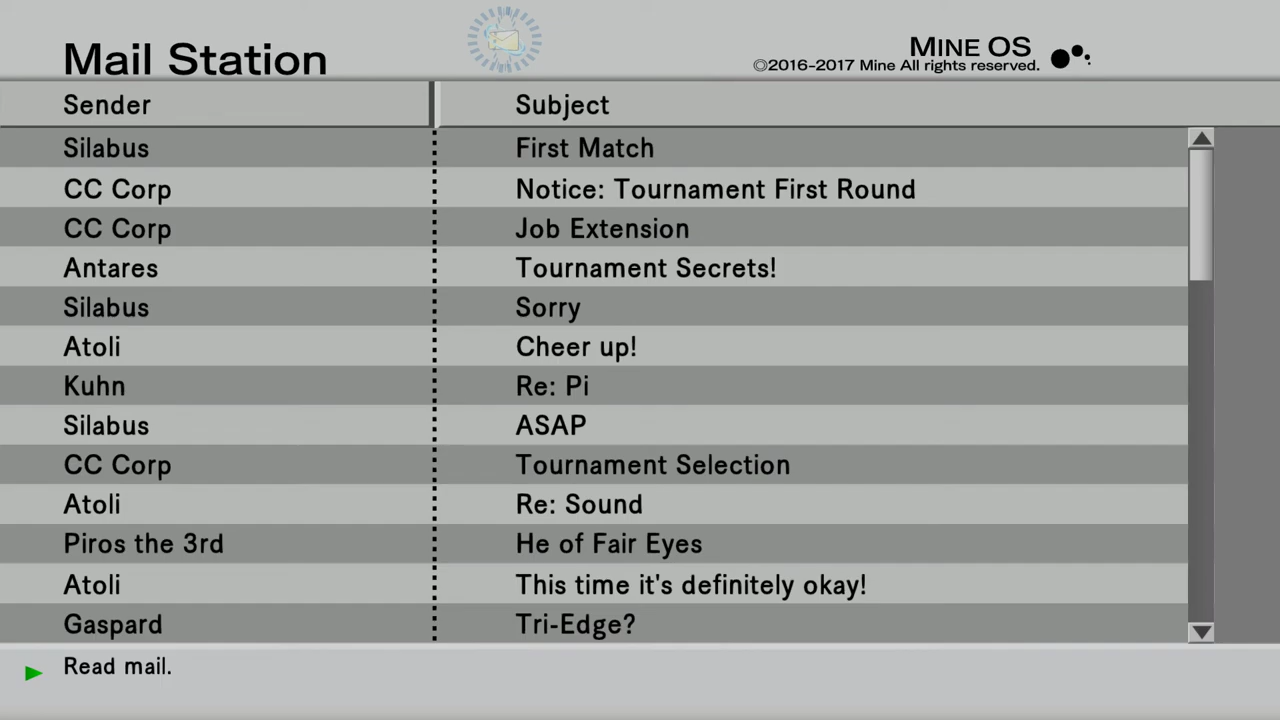 Mail Station
MINE OS
©2016-2017 Mine All rights reserved.
Sender Subject
Silabus First Match
CC Corp Notice: Tournament First Round
CC Corp Job Extension
Antares Tournament Secrets!
Silabus Sorry
Atoli Cheer up!
Kuhn Re: Pi
Silabus ASAP
CC Corp Tournament Selection
Atoli Re: Sound
Piros the 3rd He of Fair Eyes
Atoli This time it's definitely okay!
Gaspard Tri-Edge?
Read mail.